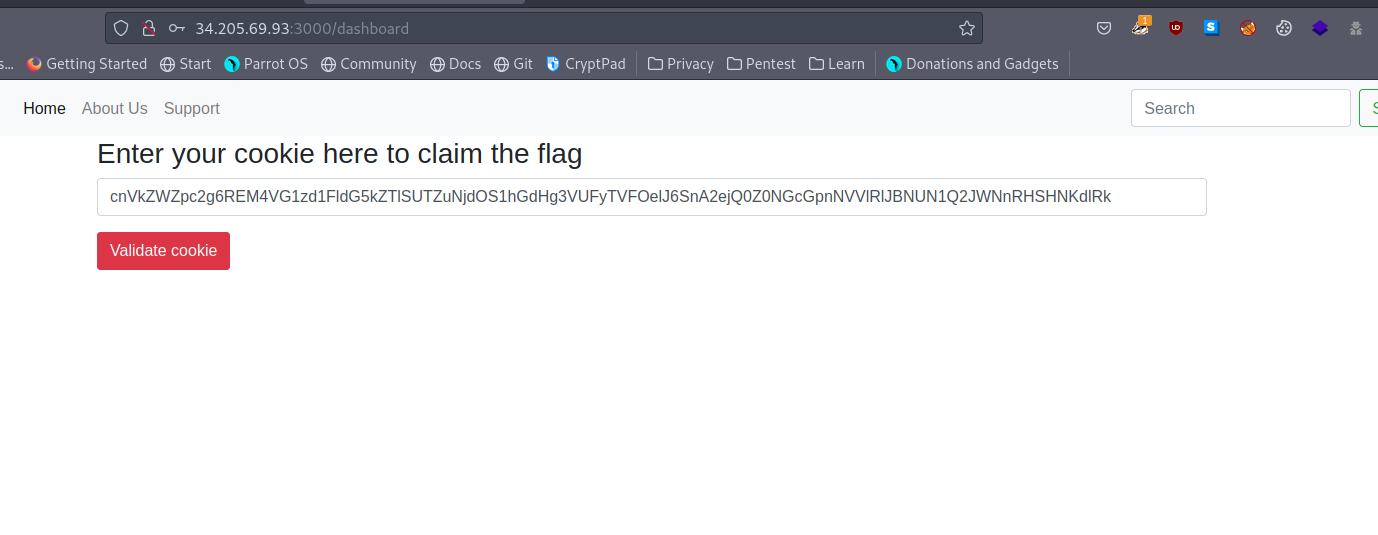 34.205.69.93:3000/dashboard
1
s... Getting Started Start Parrot OS Community Docs Git CryptPad Privacy Pentest Learn Donations and Gadgets
Home About Us Support Search S
Enter your cookie here to claim the flag
cnVkZWZpc2g6REM4VG1zd1FldG5kZTlSUTZuNjdOS1hGdHg3VUFyTVFOelJ6SnA2ejQ0Z0NGcGpnNVVlRlJBNUN1Q2JWNnRHSHNKdlRk
Validate cookie